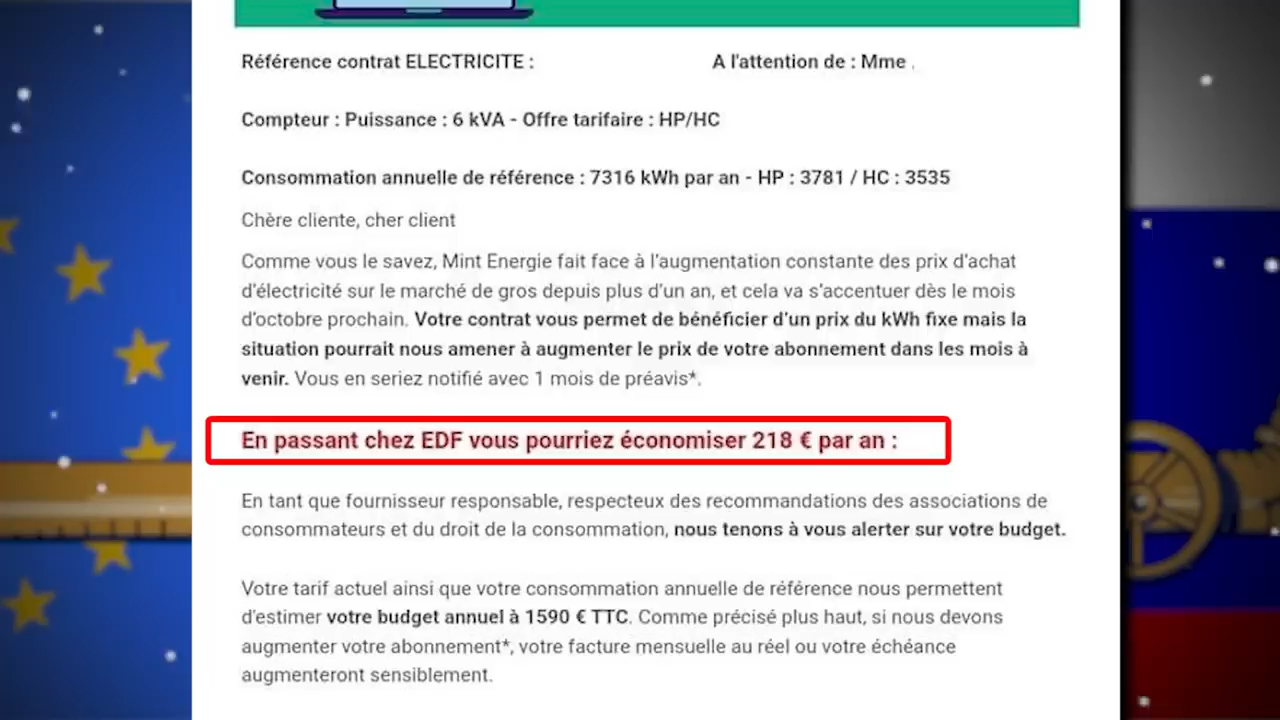 Référence contrat ELECTRICITE :
A l'attention de : Mme
Compteur : Puissance : 6 kVA - Offre tarifaire : HP/HC
Consommation annuelle de référence : 7316 kWh par an - HP : 3781 / HC : 3535
Chère cliente, cher client
Comme vous le savez, Mint Energie fait face à l'augmentation constante des prix d'achat
d'électricité sur le marché de gros depuis plus d'un an, et cela va s'accentuer dès le mois
d'octobre prochain. Votre contrat vous permet de bénéficier d'un prix du kWh fixe mais la
situation pourrait nous amener à augmenter le prix de votre abonnement dans les mois à
venir. Vous en seriez notifié avec 1 mois de préavis*.
En passant chez EDF vous pourriez économiser 218 € par an :
En tant que fournisseur responsable, respecteux des recommandations des associations de
consommateurs et du droit de la consommation, nous tenons à vous alerter sur votre budget.
Votre tarif actuel ainsi que votre consommation annuelle de référence nous permettent
d'estimer votre budget annuel à 1590 € TTC. Comme précisé plus haut, si nous devons
augmenter votre abonnement*, votre facture mensuelle au réel ou votre échéance
augmenteront sensiblement.